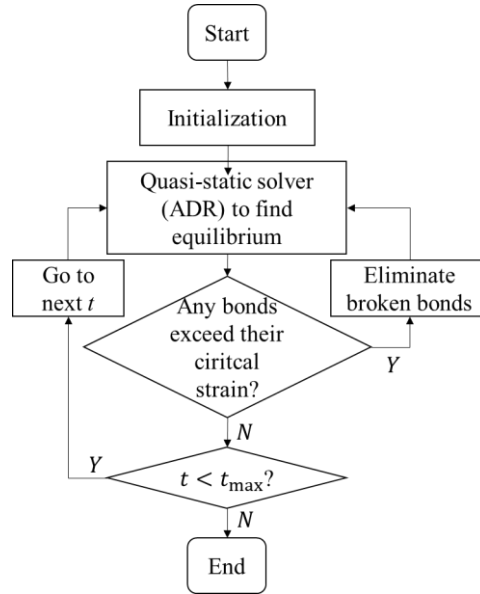 Start
Initialization
Quasi-static solver
(ADR) to find
equilibrium
Go to
next t
Eliminate
broken bonds
Any bonds
exceed their
ciritcal
strain?
Y
N
Y
t < t_max?
N
End